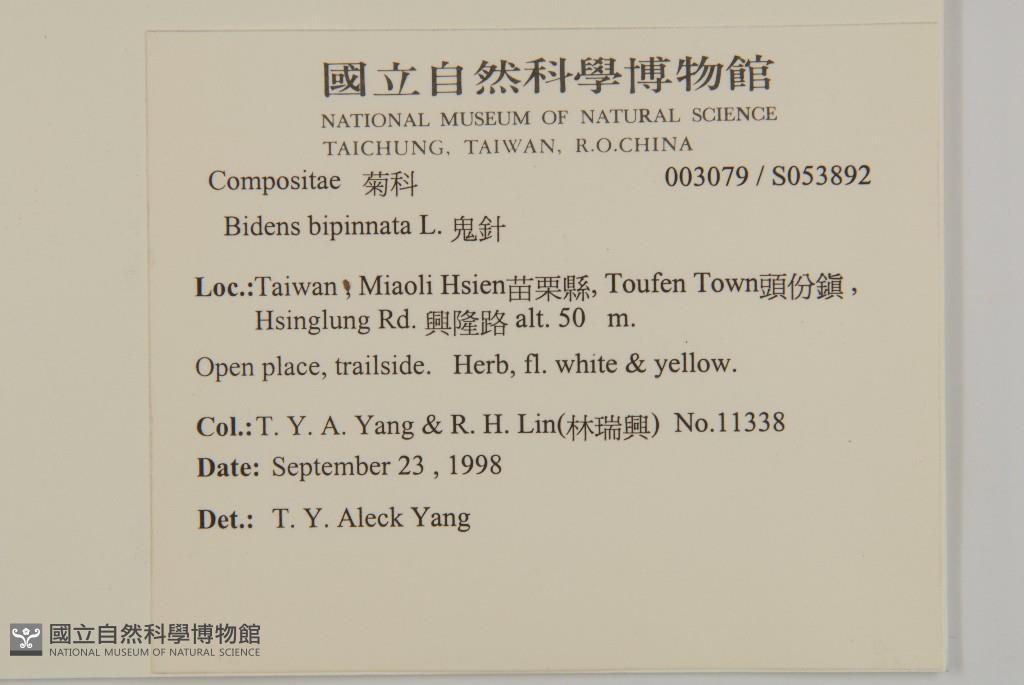 國立自然科學博物館
NATIONAL MUSEUM OF NATURAL SCIENCE
TAICHUNG, TAIWAN, R.O.CHINA
Compositae 菊科 003079 / S053892
Bidens bipinnata L. 鬼針
Loc.:Taiwan , Miaoli Hsien苗栗縣, Toufen Town頭份鎮 ,
Hsinglung Rd. 興隆路 alt. 50 m.
Open place, trailside. Herb, fl. white & yellow.
Col.: T. Y. A. Yang & R. H. Lin(林瑞興) No.11338
Date: September 23 , 1998
Det.: T. Y. Aleck Yang
國立自然科學博物館
NATIONAL MUSEUM OF NATURAL SCIENCE